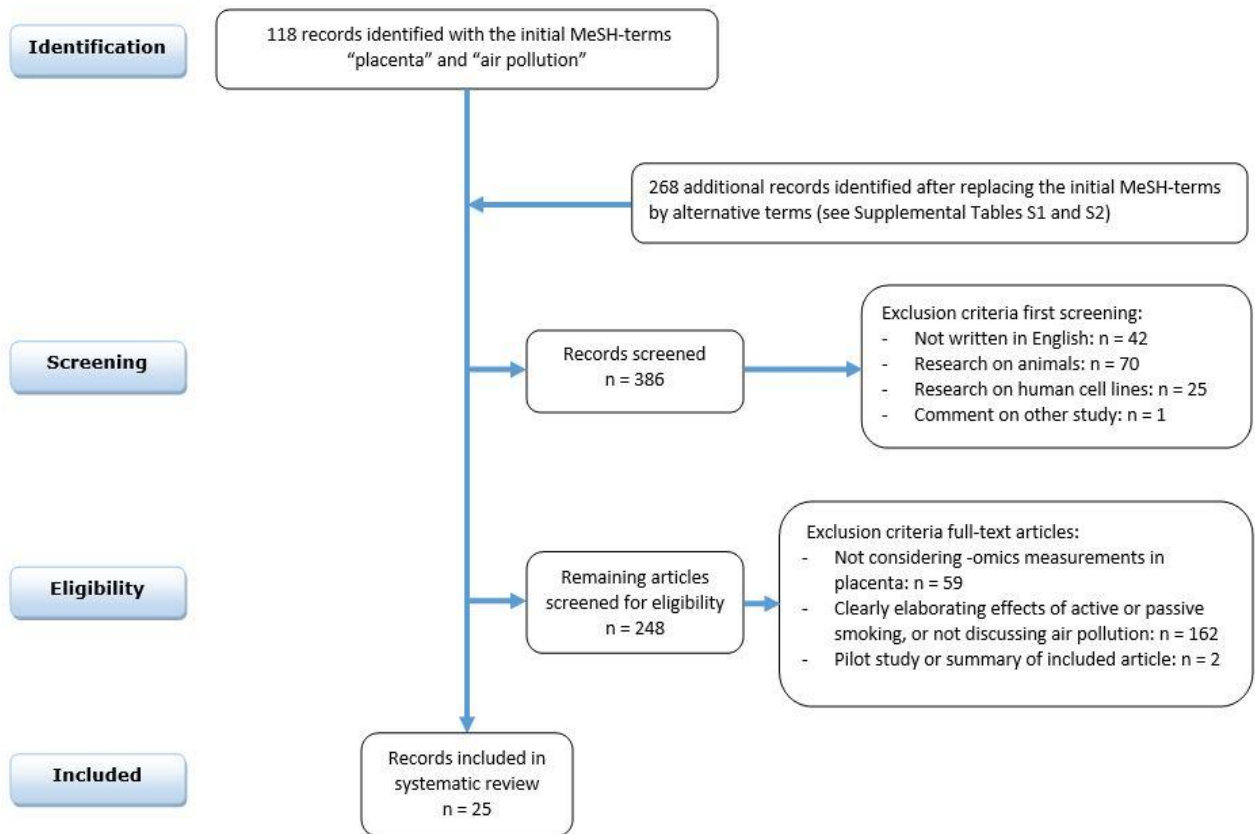 Identification
118 records identified with the initial MeSH-terms
“placenta” and “air pollution”
268 additional records identified after replacing the initial MeSH-terms
by alternative terms (see Supplemental Tables S1 and S2)
Screening
Records screened
n = 386
Exclusion criteria first screening:
- Not written in English: n = 42
- Research on animals: n = 70
- Research on human cell lines: n = 25
- Comment on other study: n = 1
Eligibility
Remaining articles
screened for eligibility
n = 248
Exclusion criteria full-text articles:
- Not considering -omics measurements in
placenta: n = 59
- Clearly elaborating effects of active or passive
smoking, or not discussing air pollution: n = 162
- Pilot study or summary of included article: n = 2
Included
Records included in
systematic review
n = 25